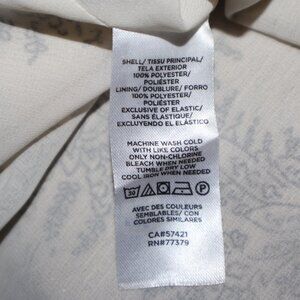 SHELL/ TISSU PRINCIPAL/
TELA EXTERIOR
100% POLYESTER/
POLIÉSTER
LINING/ DOUBLURE/ FORRO
100% POLYESTER/
POLIÉSTER
EXCLUSIVE OF ELASTIC/
SANS ÉLASTIQUE/
EXCLUYENDO EL ELÁSTICO
MACHINE WASH COLD
WITH LIKE COLORS
ONLY NON-CHLORINE
BLEACH WHEN NEEDED
TUMBLE DRY LOW
COOL IRON WHEN NEEDED
30 P
AVEC DES COULEURS
SEMBLABLES/ CON
COLORES SIMILARES
CA#57421
RN#77379